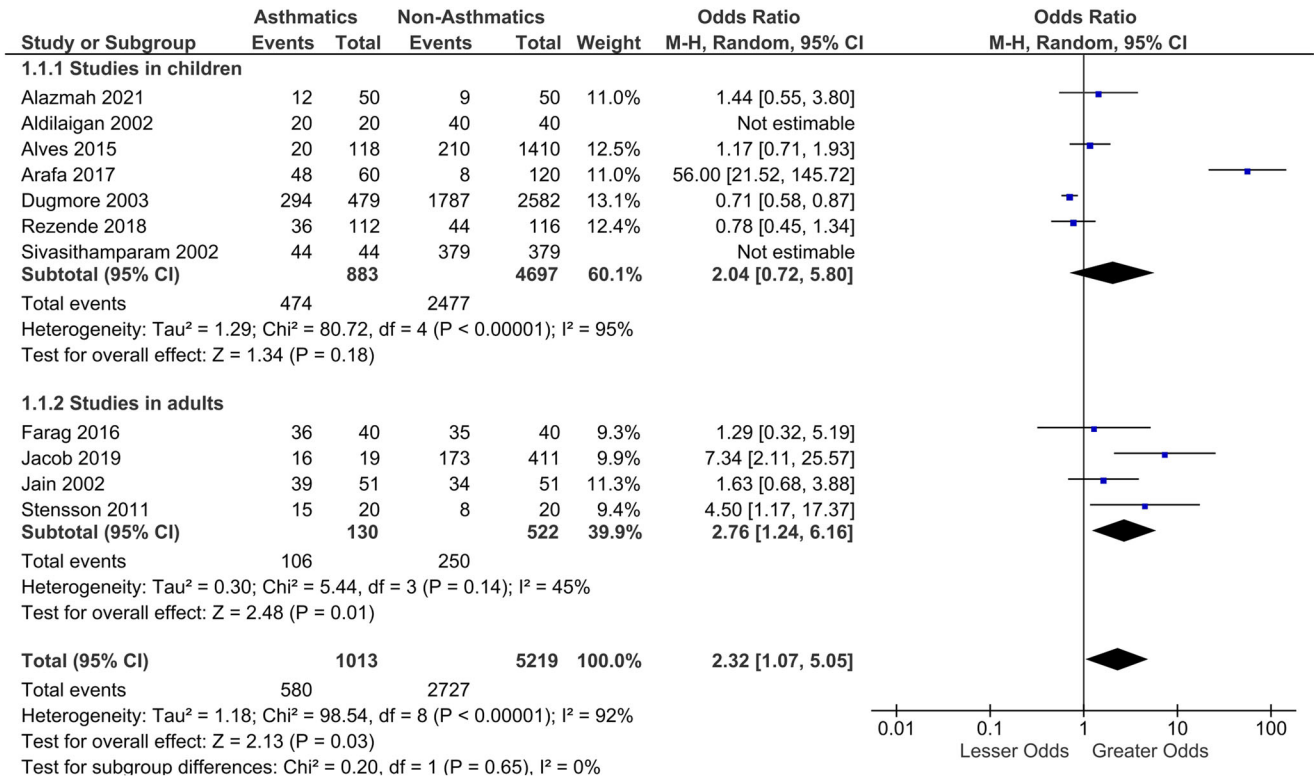 Asthmatics Non-Asthmatics Odds Ratio Odds Ratio
Study or Subgroup Events Total Events Total Weight M-H, Random, 95% CI M-H, Random, 95% CI
1.1.1 Studies in children
Alazmah 2021 12 50 9 50 11.0% 1.44 [0.55, 3.80]
Aldilaigan 2002 20 20 40 40 Not estimable
Alves 2015 20 118 210 1410 12.5% 1.17 [0.71, 1.93]
Arafa 2017 48 60 8 120 11.0% 56.00 [21.52, 145.72]
Dugmore 2003 294 479 1787 2582 13.1% 0.71 [0.58, 0.87]
Rezende 2018 36 112 44 116 12.4% 0.78 [0.45, 1.34]
Sivasithamparam 2002 44 44 379 379 Not estimable
Subtotal (95% CI) 883 4697 60.1% 2.04 [0.72, 5.80]
Total events 474 2477
Heterogeneity: Tau² = 1.29; Chi² = 80.72, df = 4 (P < 0.00001); I² = 95%
Test for overall effect: Z = 1.34 (P = 0.18)
1.1.2 Studies in adults
Farag 2016 36 40 35 40 9.3% 1.29 [0.32, 5.19]
Jacob 2019 16 19 173 411 9.9% 7.34 [2.11, 25.57]
Jain 2002 39 51 34 51 11.3% 1.63 [0.68, 3.88]
Stensson 2011 15 20 8 20 9.4% 4.50 [1.17, 17.37]
Subtotal (95% CI) 130 522 39.9% 2.76 [1.24, 6.16]
Total events 106 250
Heterogeneity: Tau² = 0.30; Chi² = 5.44, df = 3 (P = 0.14); I² = 45%
Test for overall effect: Z = 2.48 (P = 0.01)
Total (95% CI) 1013 5219 100.0% 2.32 [1.07, 5.05]
Total events 580 2727
Heterogeneity: Tau² = 1.18; Chi² = 98.54, df = 8 (P < 0.00001); I² = 92%
Test for overall effect: Z = 2.13 (P = 0.03)
Test for subgroup differences: Chi² = 0.20, df = 1 (P = 0.65), I² = 0%
0.01 0.1 1 10 100
Lesser Odds Greater Odds